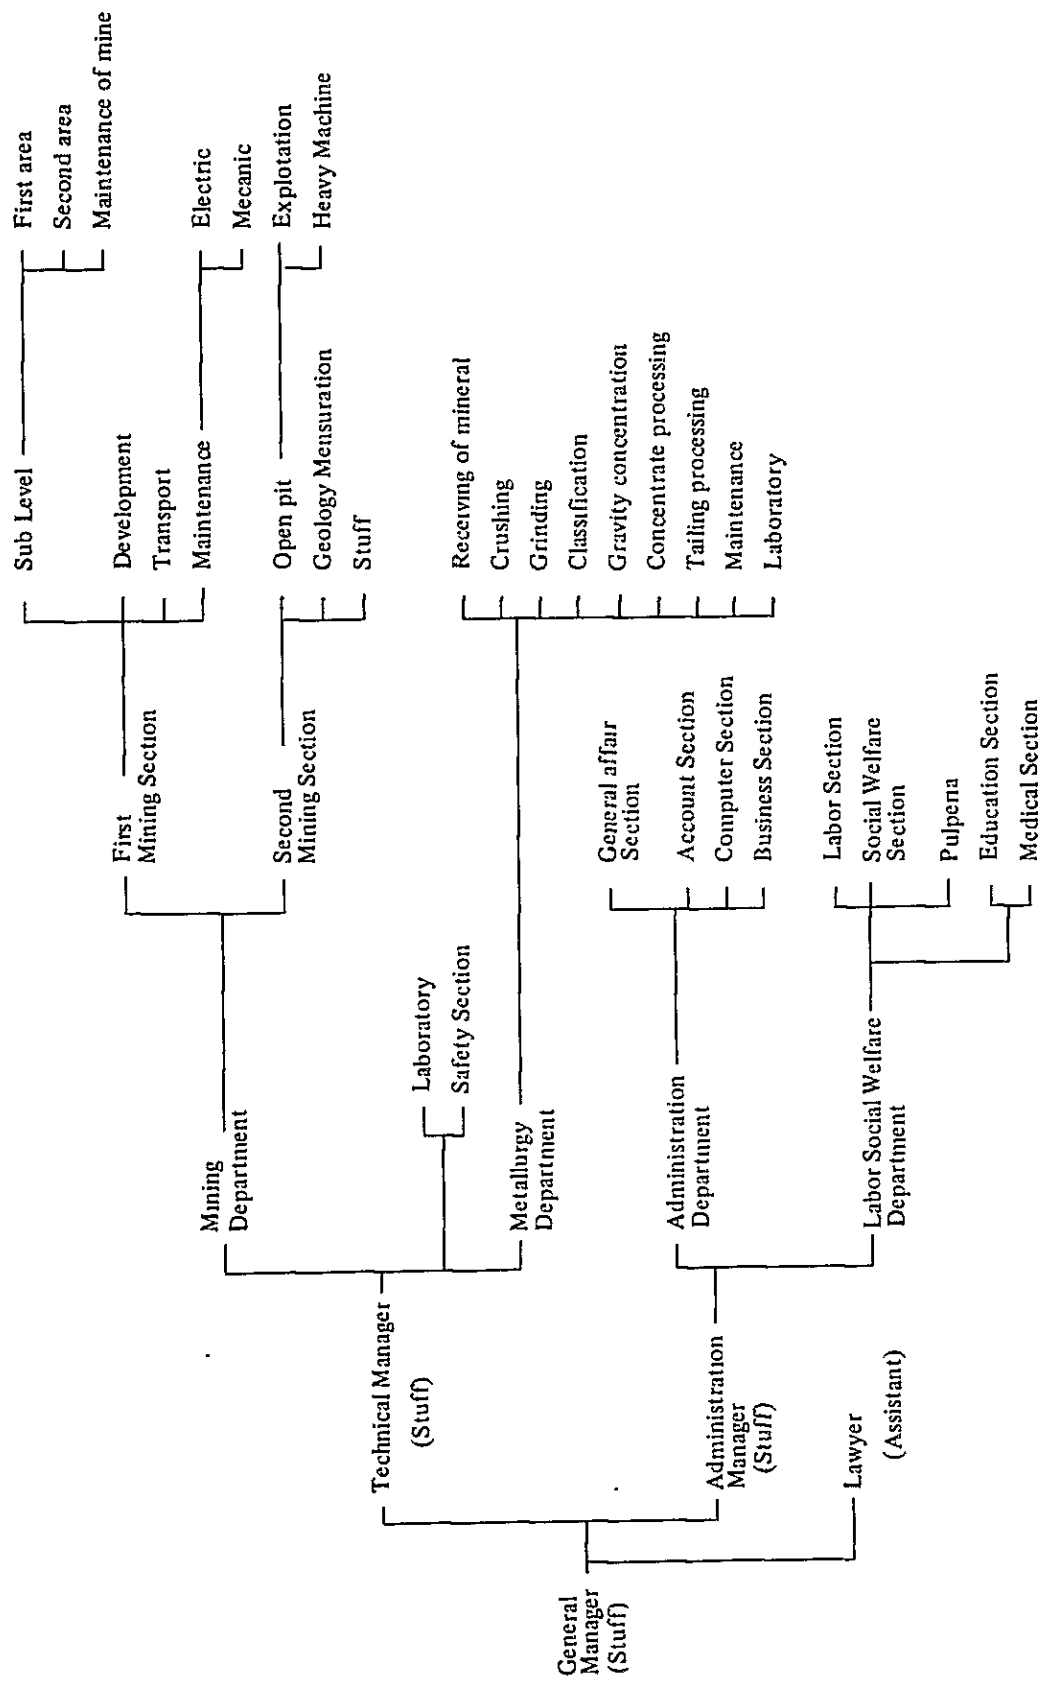 General
Manager
(Stuff)
Technical Manager
(Stuff)
Administration
Manager
(Stuff)
Lawyer
(Assistant)
Mining
Department
Laboratory
Safety Section
Metallurgy
Department
Administration
Department
Labor Social Welfare
Department
First
Mining Section
Second
Mining Section
General affair
Section
Account Section
Computer Section
Business Section
Labor Section
Social Welfare
Section
Pulperia
Education Section
Medical Section
Sub Level
Development
Transport
Maintenance
Open pit
Geology Mensuration
Stuff
Receiving of mineral
Crushing
Grinding
Classification
Gravity concentration
Concentrate processing
Tailing processing
Maintenance
Laboratory
First area
Second area
Maintenance of mine
Electric
Mecanic
Explotation
Heavy Machine